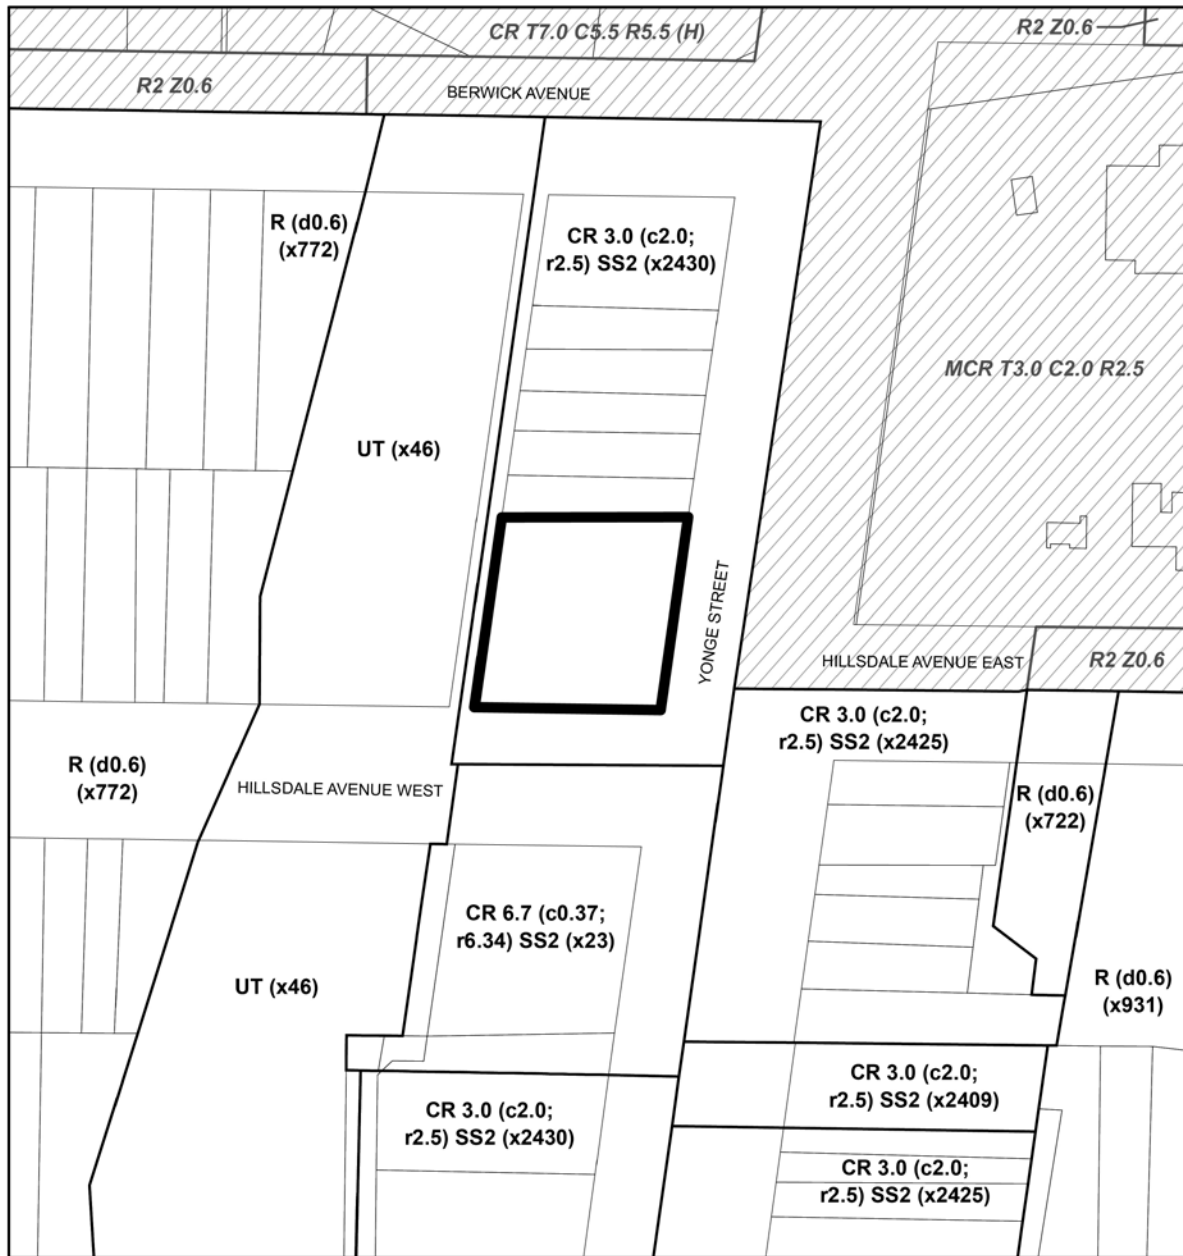 CR T7.0 C5.5 R5.5 (H)
R2 Z0.6
R2 Z0.6
BERWICK AVENUE
R (d0.6)
(x772)
CR 3.0 (c2.0;
r2.5) SS2 (x2430)
MCR T3.0 C2.0 R2.5
UT (x46)
YONGE STREET
HILLSDALE AVENUE EAST
R2 Z0.6
CR 3.0 (c2.0;
r2.5) SS2 (x2425)
R (d0.6)
(x772)
HILLSDALE AVENUE WEST
R (d0.6)
(x722)
CR 6.7 (c0.37;
r6.34) SS2 (x23)
UT (x46)
R (d0.6)
(x931)
CR 3.0 (c2.0;
r2.5) SS2 (x2409)
CR 3.0 (c2.0;
r2.5) SS2 (x2430)
CR 3.0 (c2.0;
r2.5) SS2 (x2425)